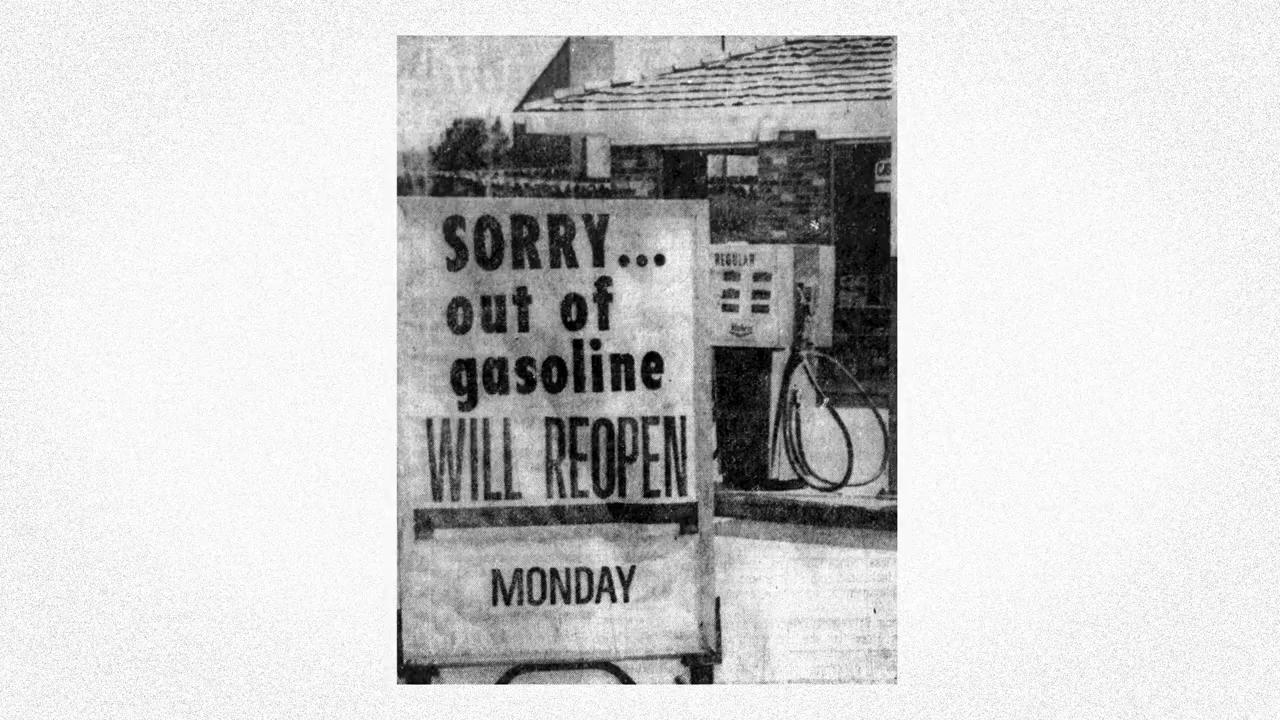 SORRY...
out of
gasoline
WILL REOPEN
MONDAY
REGULAR